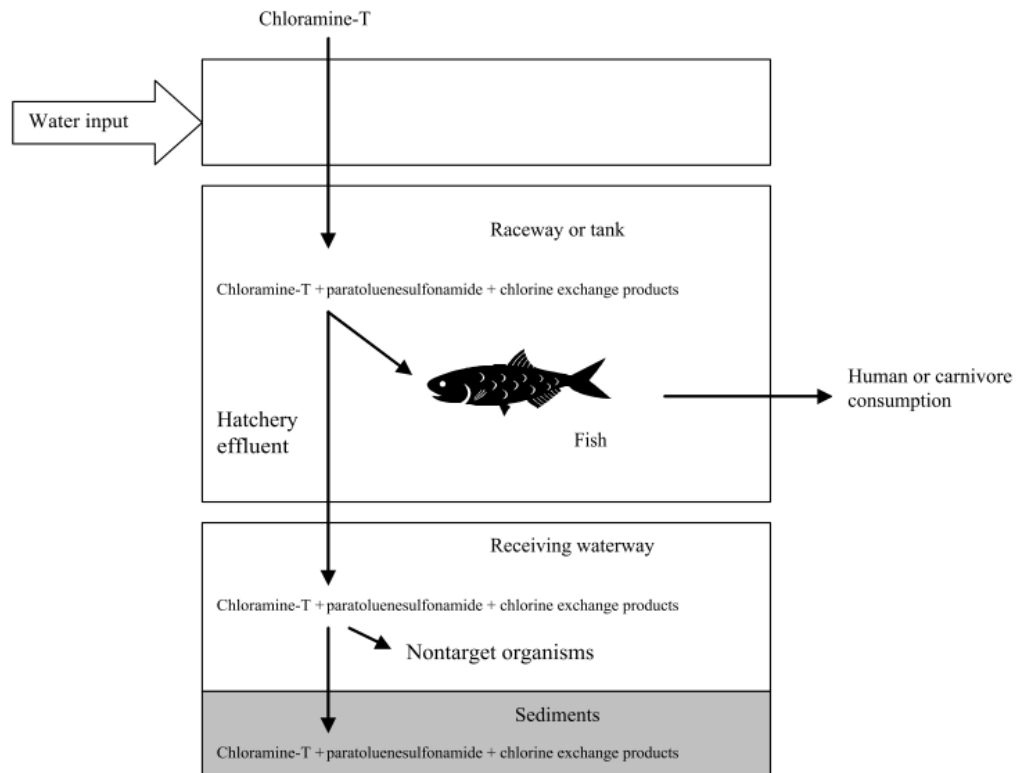 Chloramine-T
Water input
Raceway or tank
Chloramine-T + paratoluenesulfonamide + chlorine exchange products
Human or carnivore
consumption
Hatchery
effluent
Fish
Receiving waterway
Chloramine-T + paratoluenesulfonamide + chlorine exchange products
Nontarget organisms
Sediments
Chloramine-T + paratoluenesulfonamide + chlorine exchange products